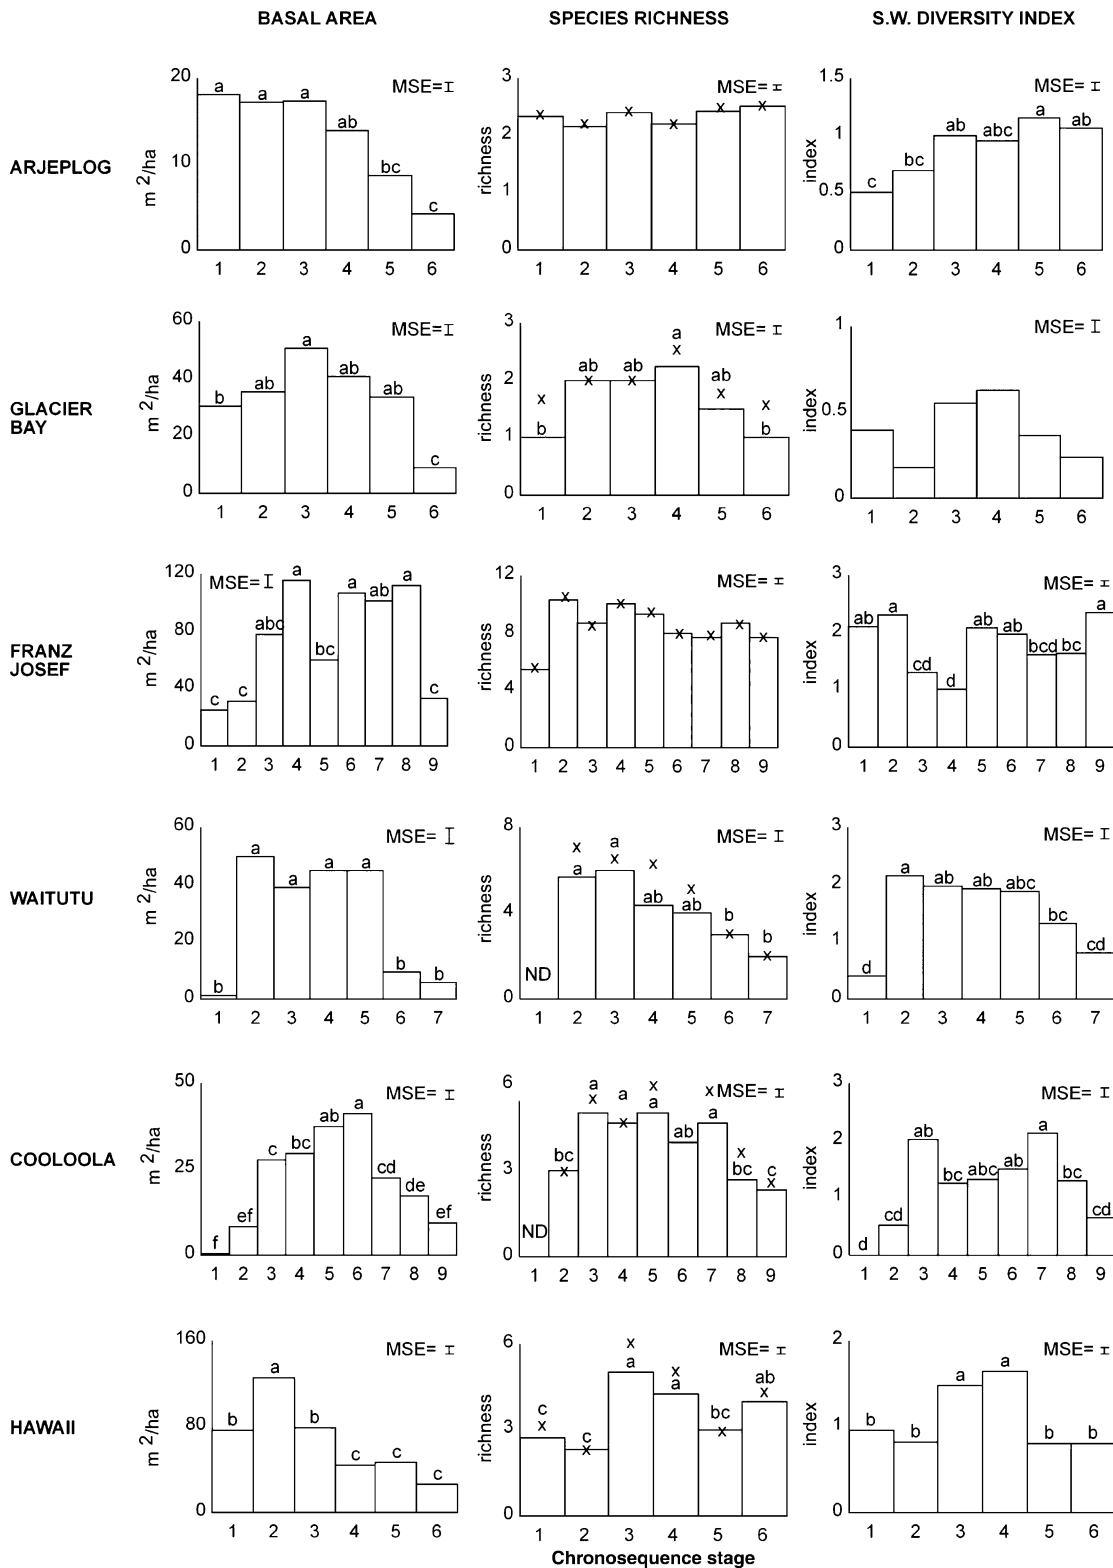 BASAL AREA SPECIES RICHNESS S.W. DIVERSITY INDEX
ARJEPLOG
m 2/ha
20
10
0
MSE=
a a a ab bc c
1 2 3 4 5 6
richness
3
2
1
0
MSE=
x x x x x x
1 2 3 4 5 6
index
1.5
1
0.5
0
MSE=
c bc ab abc a ab
1 2 3 4 5 6
GLACIER
BAY
m 2/ha
60
40
20
0
MSE=
b ab a ab ab c
1 2 3 4 5 6
richness
3
2
1
0
MSE=
x b ab x ab x a x ab x x b
1 2 3 4 5 6
index
1
0.5
0
MSE=
1 2 3 4 5 6
FRANZ
JOSEF
m 2/ha
120
80
40
0
MSE=
c c abc a bc a ab a c
1 2 3 4 5 6 7 8 9
richness
12
8
4
0
MSE=
x x x x x x x x x
1 2 3 4 5 6 7 8 9
index
3
2
1
0
MSE=
ab a cd d ab ab bcd bc a
1 2 3 4 5 6 7 8 9
WAITUTU
m 2/ha
60
40
20
0
MSE=
b a a a a b b
1 2 3 4 5 6 7
richness
8
4
0
MSE=
ND x a a x x ab x ab b x b x
1 2 3 4 5 6 7
index
3
2
1
0
MSE=
d a ab ab abc bc cd
1 2 3 4 5 6 7
COOLOOLA
m 2/ha
50
25
0
MSE=
f ef c bc ab a cd de ef
1 2 3 4 5 6 7 8 9
richness
6
3
0
MSE=
ND bc x a x a x x a ab x a x bc c x
1 2 3 4 5 6 7 8 9
index
3
2
1
0
MSE=
d cd ab bc abc ab a bc cd
1 2 3 4 5 6 7 8 9
HAWAII
m 2/ha
160
80
0
MSE=
b a b c c c
1 2 3 4 5 6
richness
6
3
0
MSE=
c x c x x a x a bc x ab x
1 2 3 4 5 6
index
2
1
0
MSE=
b b a a b b
1 2 3 4 5 6
Chronosequence stage